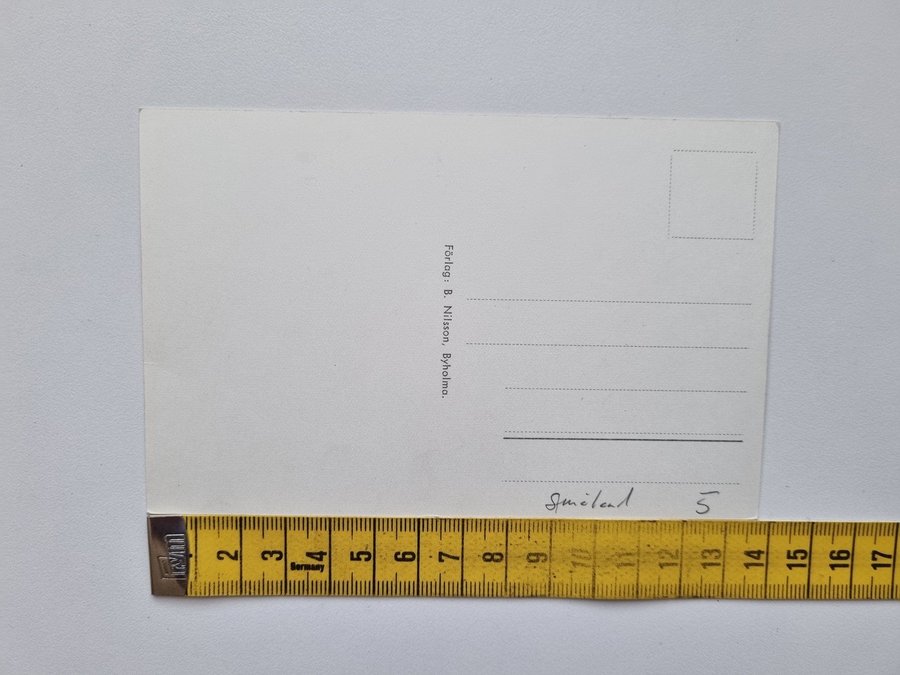 Förlag: B. Nilsson, Byholma.
Småland 5
2 3 4 5 6 7 8 9 10 11 12 13 14 15 16 17
Germany